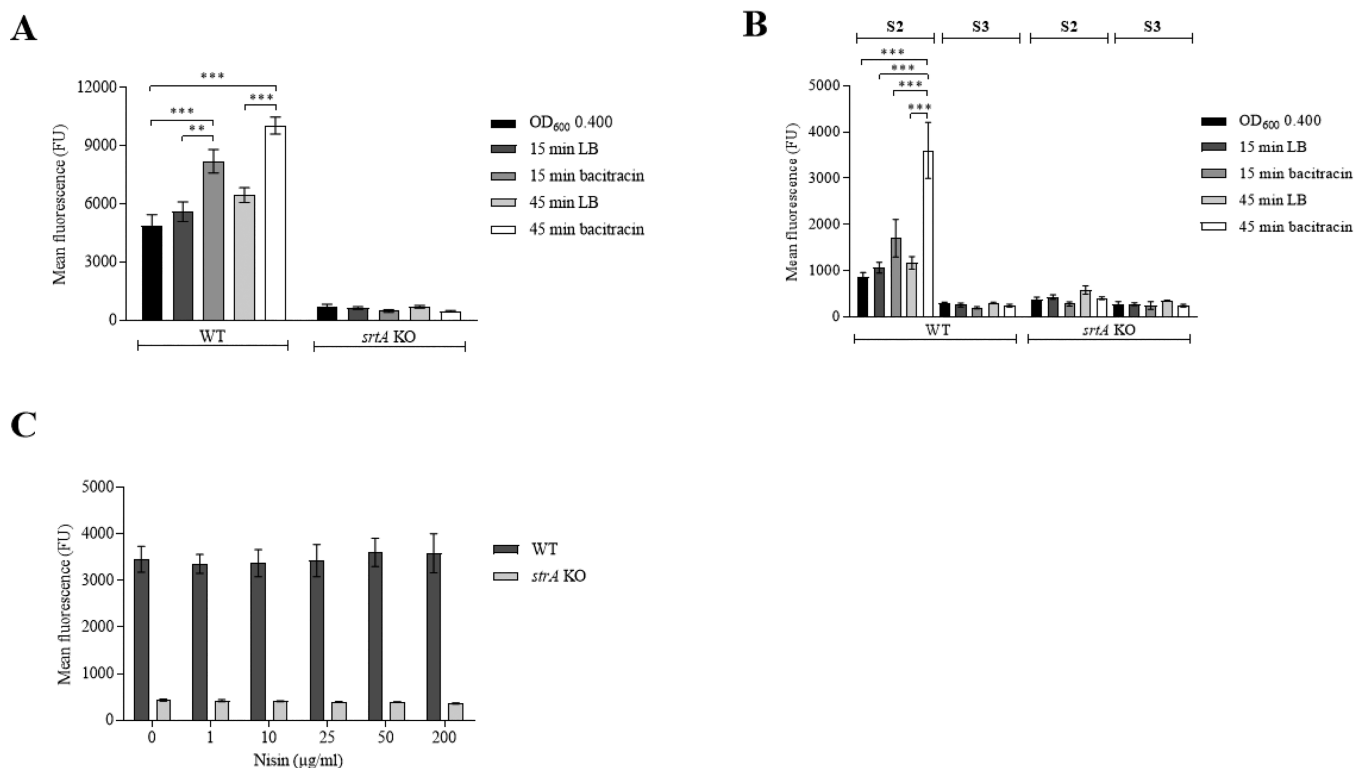 A
12000
9000
6000
3000
0
Mean fluorescence (FU)
***
***
**
***
WT
srtA KO
OD600 0.400
15 min LB
15 min bacitracin
45 min LB
45 min bacitracin
B
S2 S3 S2 S3
***
***
***
***
5000
4000
3000
2000
1000
0
Mean fluorescence (FU)
WT
srtA KO
OD600 0.400
15 min LB
15 min bacitracin
45 min LB
45 min bacitracin
C
5000
4000
3000
2000
1000
0
Mean fluorescence (FU)
WT
strA KO
0 1 10 25 50 200
Nisin (µg/ml)